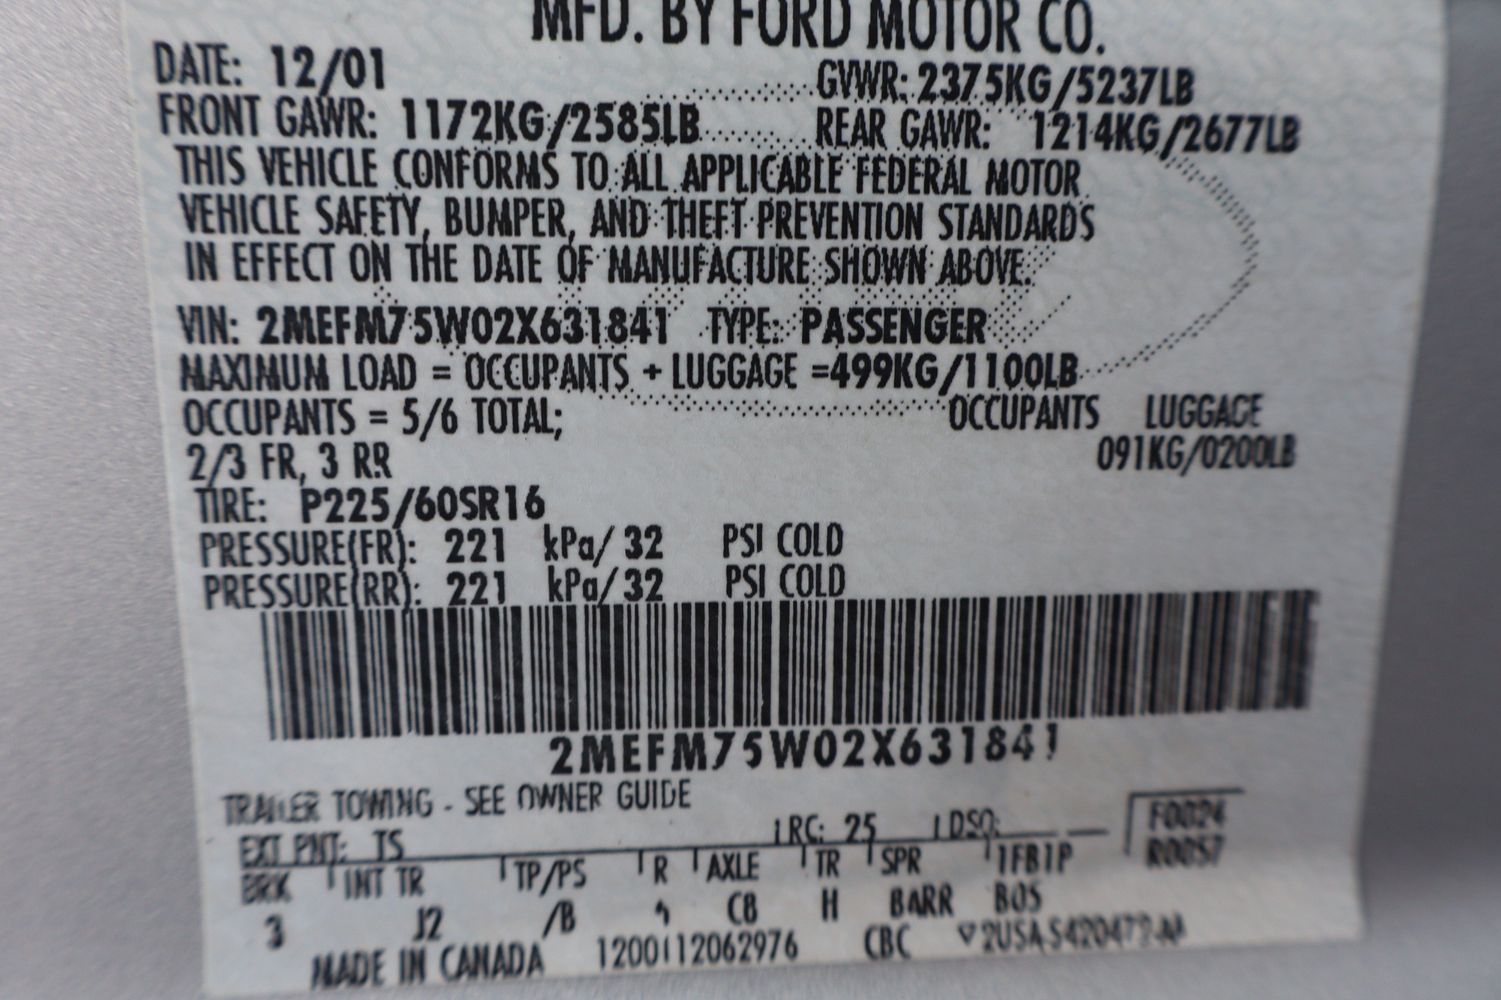 MFD. BY FORD MOTOR CO.
DATE: 12/01 GVWR: 2375KG/5237LB
FRONT GAWR: 1172KG/2585LB REAR GAWR: 1214KG/2677LB
THIS VEHICLE CONFORMS TO ALL APPLICABLE FEDERAL MOTOR
VEHICLE SAFETY, BUMPER, AND THEFT PREVENTION STANDARDS
IN EFFECT ON THE DATE OF MANUFACTURE SHOWN ABOVE.
VIN: 2MEFM75W02X631841 TYPE: PASSENGER
MAXIMUM LOAD = OCCUPANTS + LUGGAGE =499KG/1100LB
OCCUPANTS = 5/6 TOTAL; OCCUPANTS LUGGAGE
2/3 FR, 3 RR 091KG/0200LB
TIRE: P225/60SR16
PRESSURE(FR): 221 kPa/ 32 PSI COLD
PRESSURE(RR): 221 kPa/ 32 PSI COLD
2MEFM75W02X631841
TRAILER TOWING - SEE OWNER GUIDE
EXT PNT: TS RC: 25 DSO: F0024
R0057
BRK INT TR TP/PS R AXLE TR SPR
3 J2 /B C8 H BARR B05
MADE IN CANADA 120011206 2976 CBC